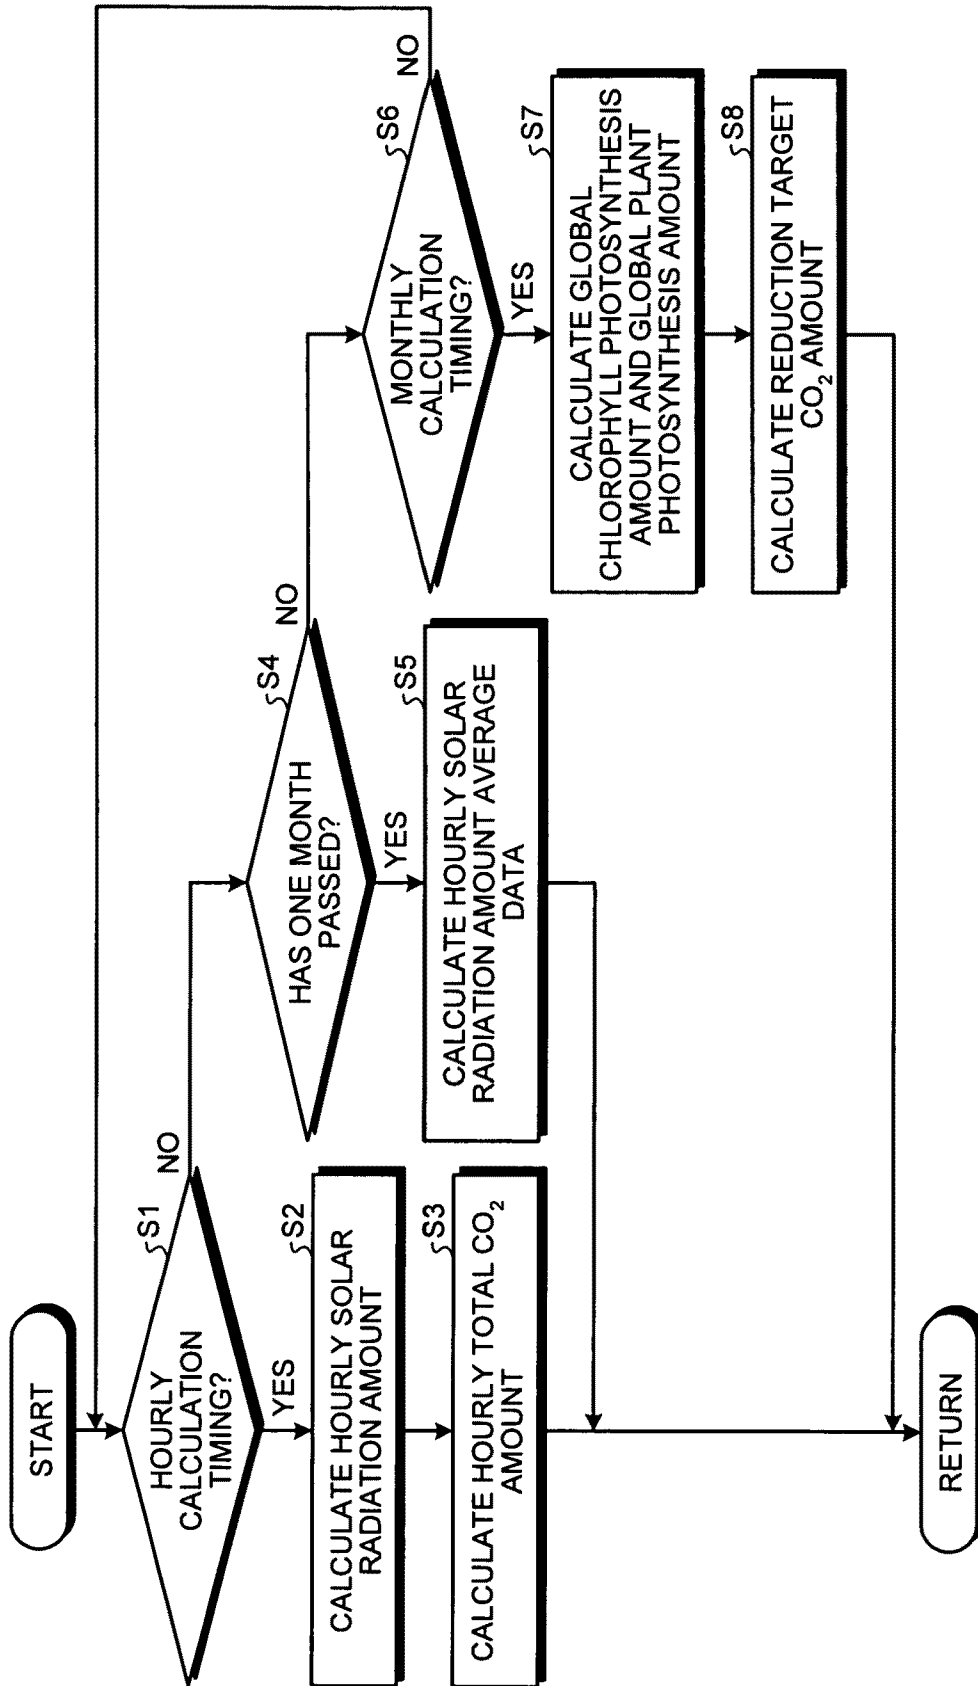 START
HOURLY
CALCULATION
TIMING?
S1
NO
YES
CALCULATE HOURLY SOLAR
RADIATION AMOUNT
S2
CALCULATE HOURLY TOTAL CO₂
AMOUNT
S3
HAS ONE MONTH
PASSED?
S4
NO
YES
CALCULATE HOURLY SOLAR
RADIATION AMOUNT AVERAGE
DATA
S5
MONTHLY
CALCULATION
TIMING?
S6
NO
YES
CALCULATE GLOBAL
CHLOROPHYLL PHOTOSYNTHESIS
AMOUNT AND GLOBAL PLANT
PHOTOSYNTHESIS AMOUNT
S7
CALCULATE REDUCTION TARGET
CO₂ AMOUNT
S8
RETURN